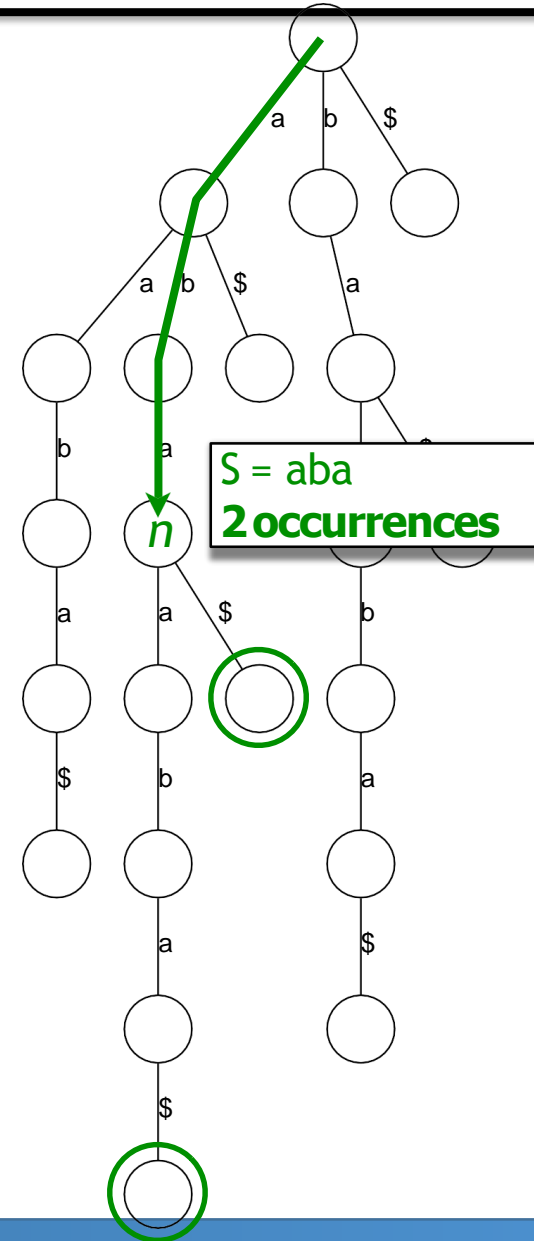 a b $
a b $ a
b a $
S = aba
2 occurrences
n
a a $ b
$ b a
a $
$